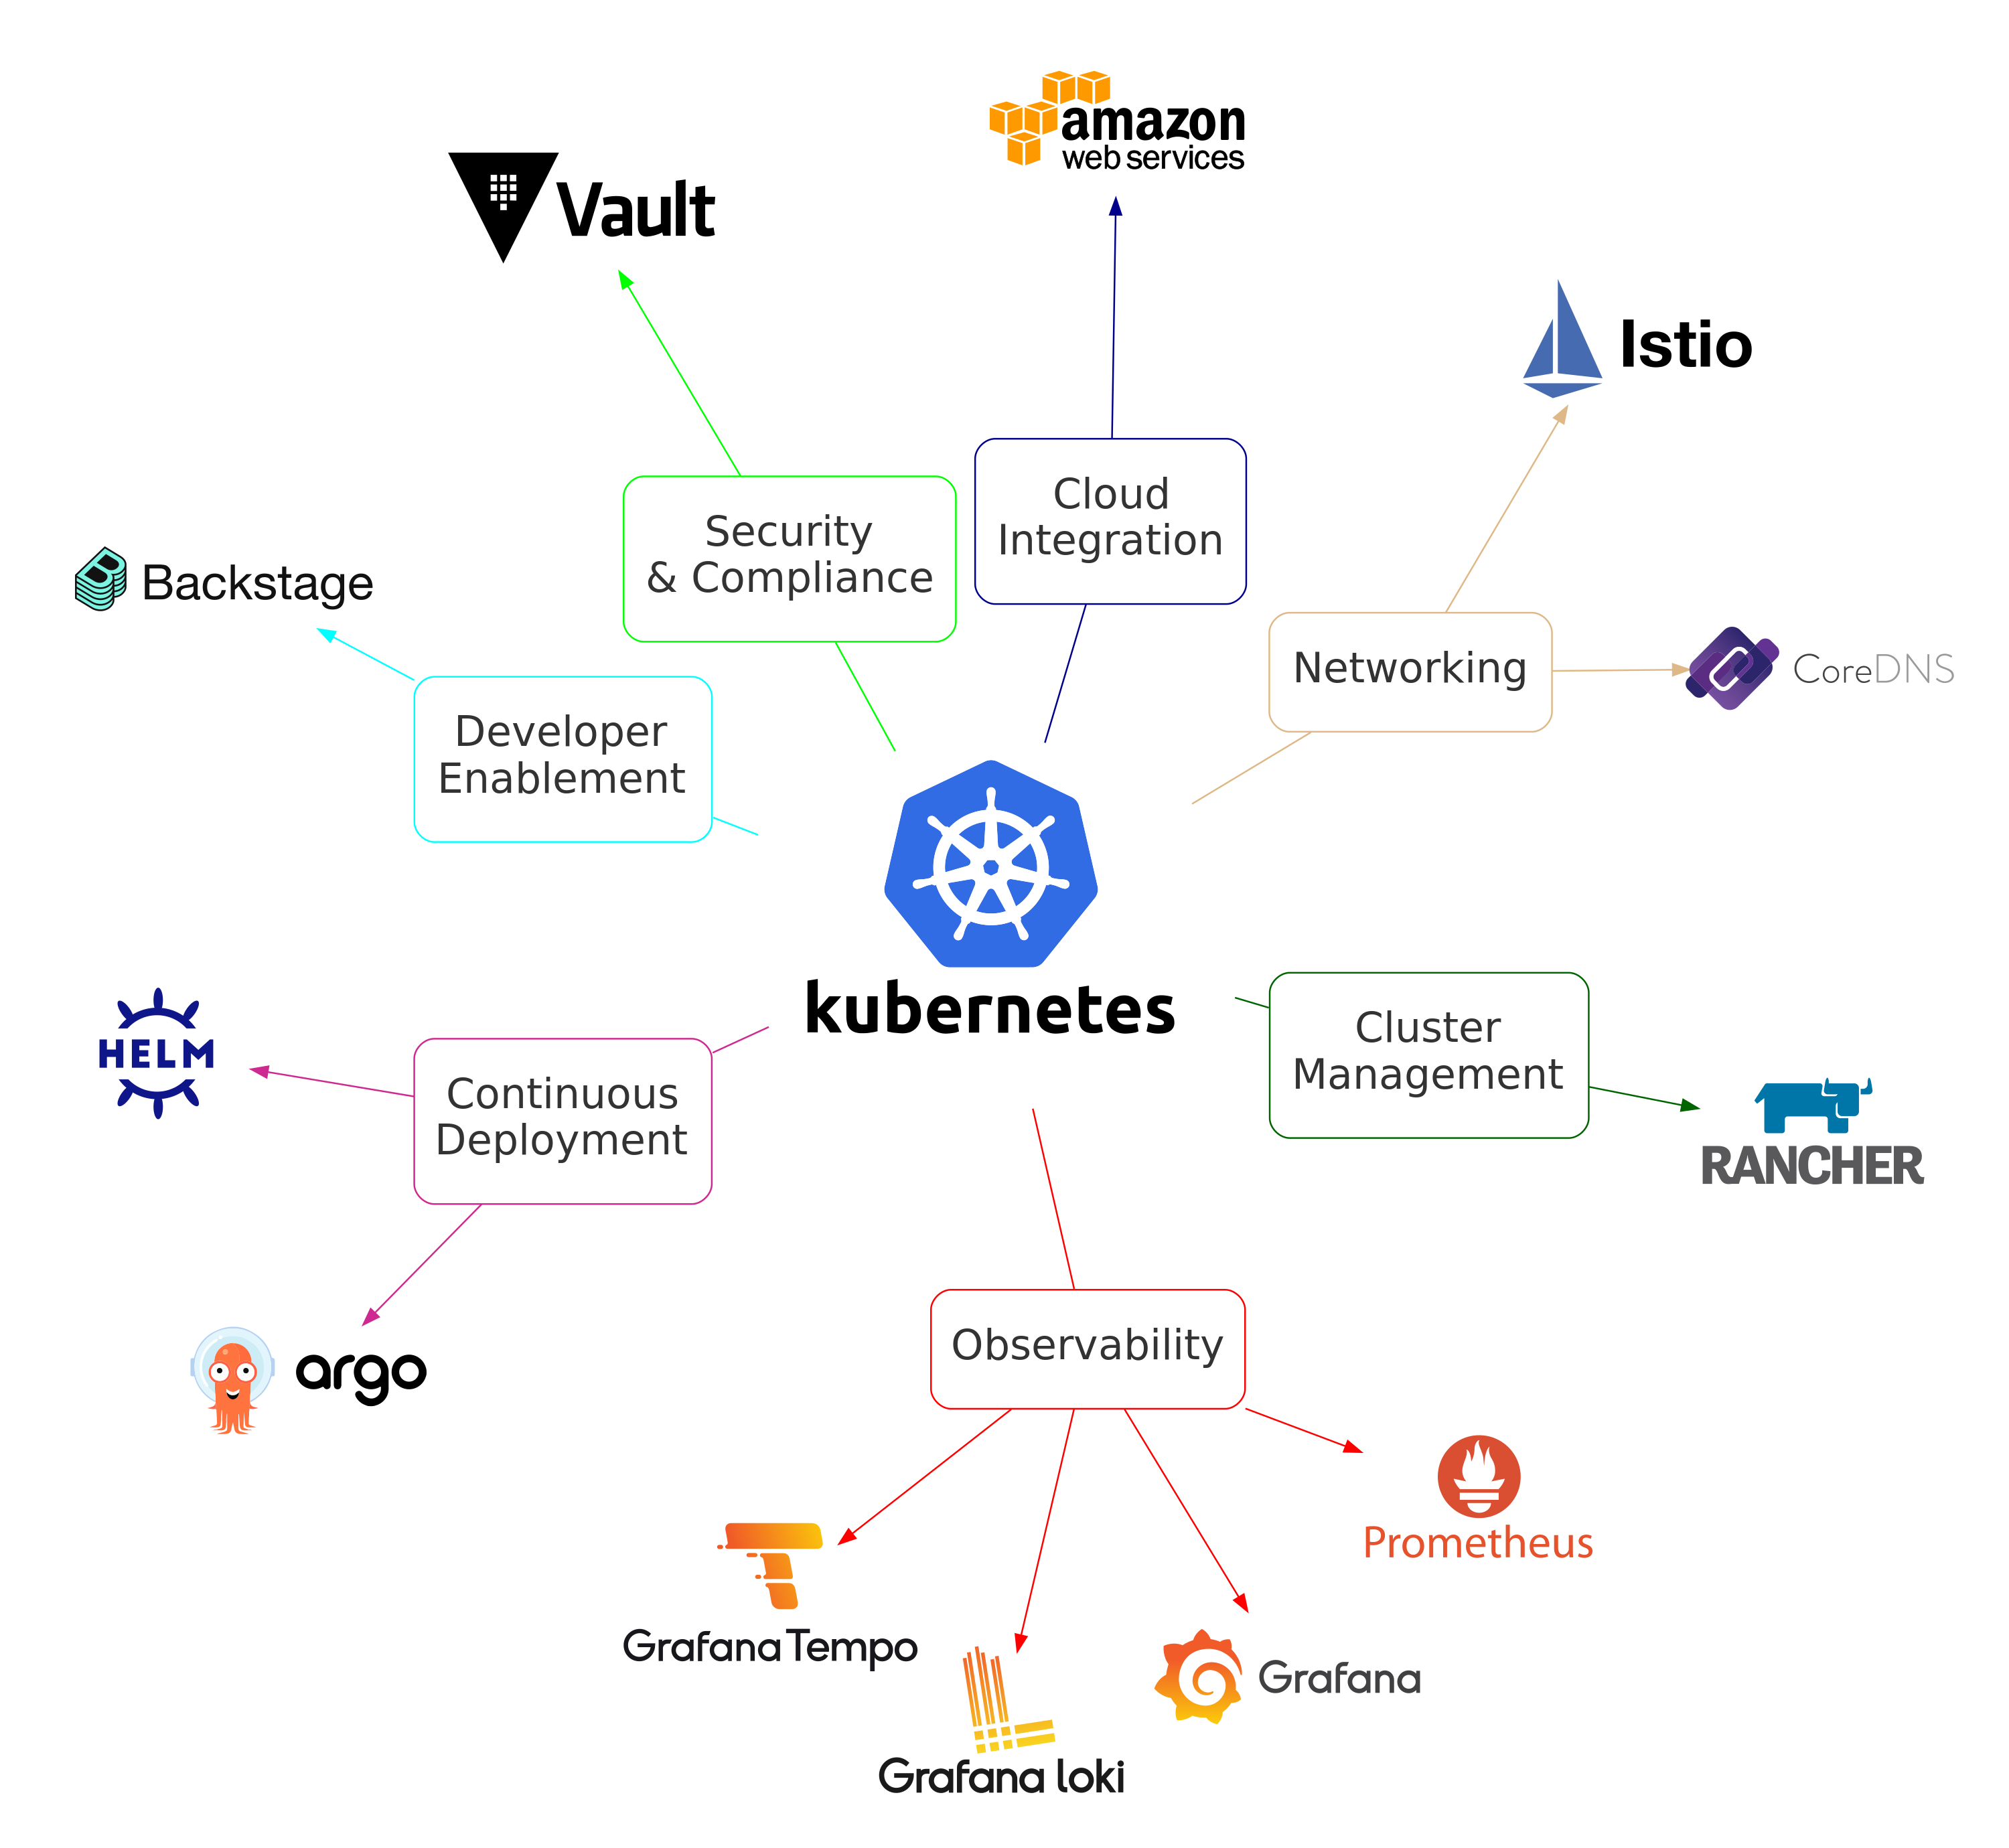 amazon
web services
Vault
Istio
Cloud
Integration
Security
& Compliance
Backstage
Networking
CoreDNS
Developer
Enablement
kubernetes
HELM
Cluster
Management
Continuous
Deployment
RANCHER
Observability
argo
Prometheus
Grafana Tempo
Grafana
Grafana loki